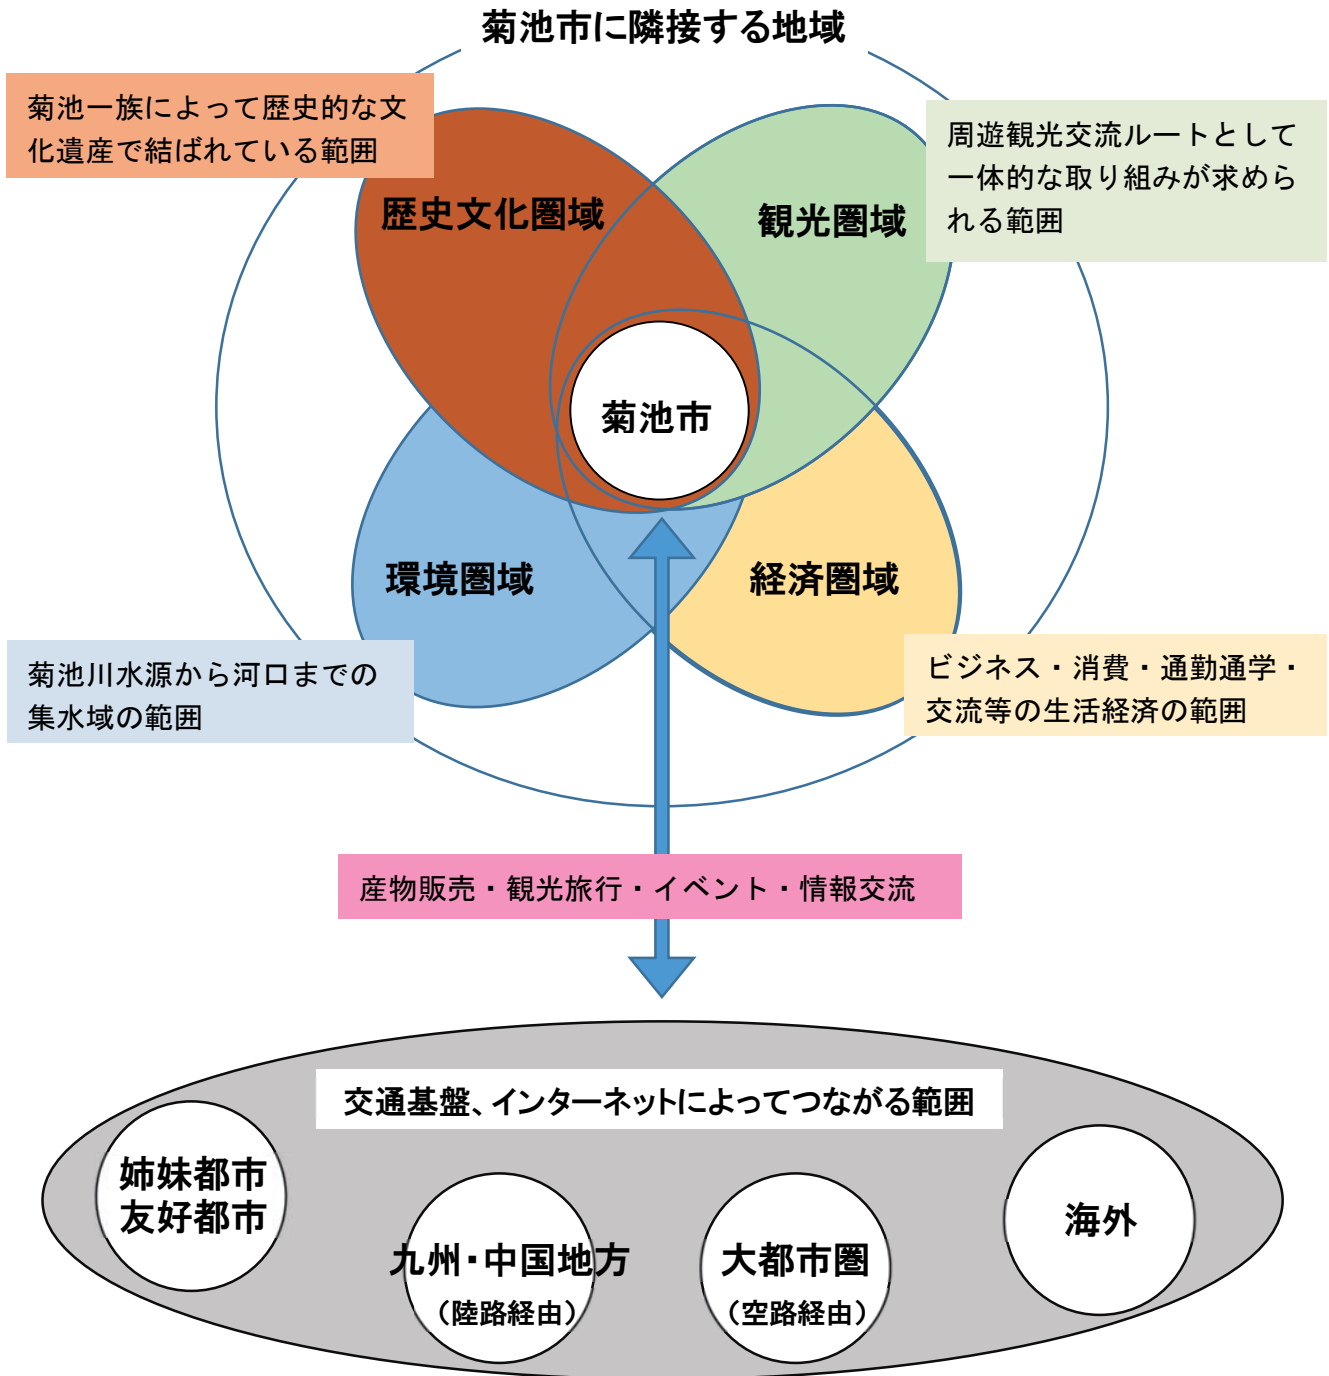 菊池市に隣接する地域
菊池一族によって歴史的な文
化遺産で結ばれている範囲
周遊観光交流ルートとして
一体的な取り組みが求めら
れる範囲
歴史文化圏域
観光圏域
菊池市
環境圏域
経済圏域
菊池川水源から河口までの
集水域の範囲
ビジネス・消費・通勤通学・
交流等の生活経済の範囲
産物販売・観光旅行・イベント・情報交流
交通基盤、インターネットによってつながる範囲
姉妹都市
友好都市
九州・中国地方
（陸路経由）
大都市圏
（空路経由）
海外